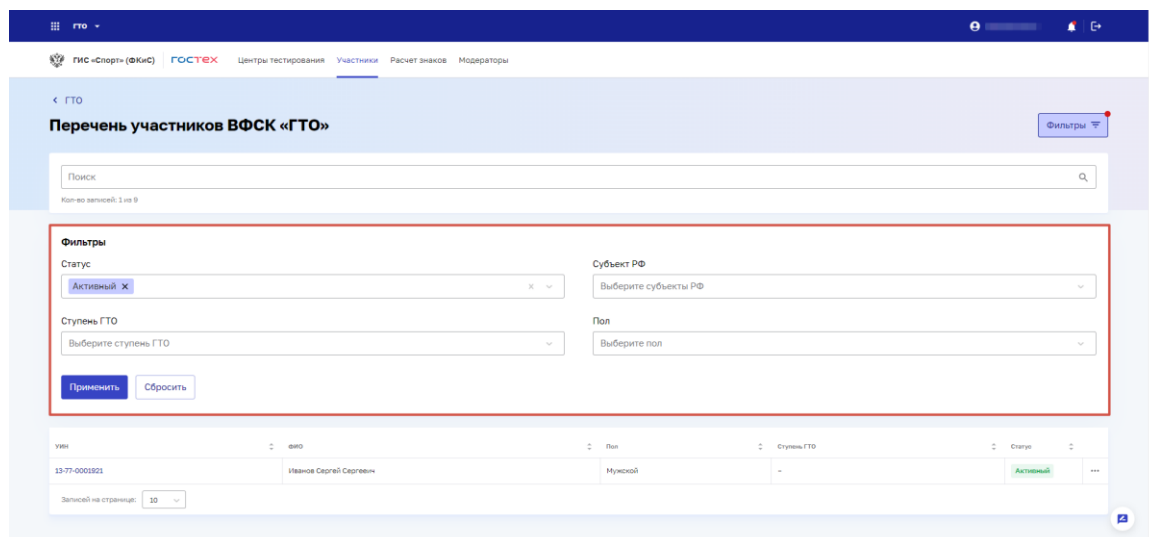 ГТО
ГИС «Спорт» (ФКиС) ГОСТЕХ Центры тестирования Участники Расчет знаков Модераторы
ГТО
Перечень участников ВФСК «ГТО»
Фильтры
Поиск
Кол-во записей: 1 из 9
Фильтры
Статус Субъект РФ
Активный Выберите субъекты РФ
Ступень ГТО Пол
Выберите ступень ГТО Выберите пол
Применить Сбросить
УИН ФИО Пол Ступень ГТО Статус
13-77-0001921 Иванов Сергей Сергеевич Мужской - Активный ...
Записей на странице: 10